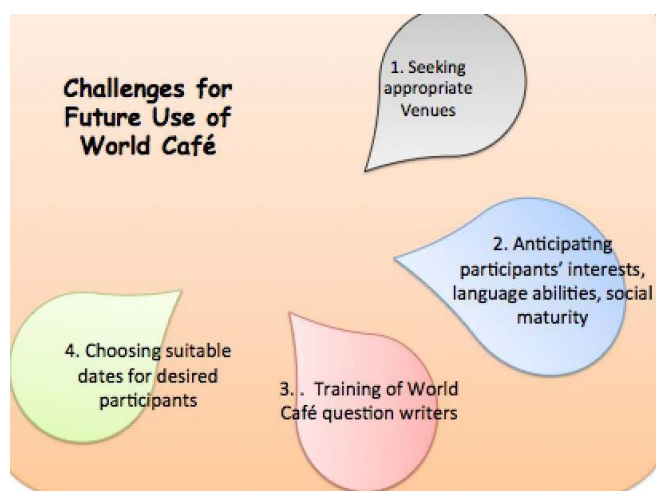 Challenges for
Future Use of
World Café
1. Seeking
appropriate
Venues
2. Anticipating
participants' interests,
language abilities, social
maturity
3. . Training of World
Café question writers
4. Choosing suitable
dates for desired
participants